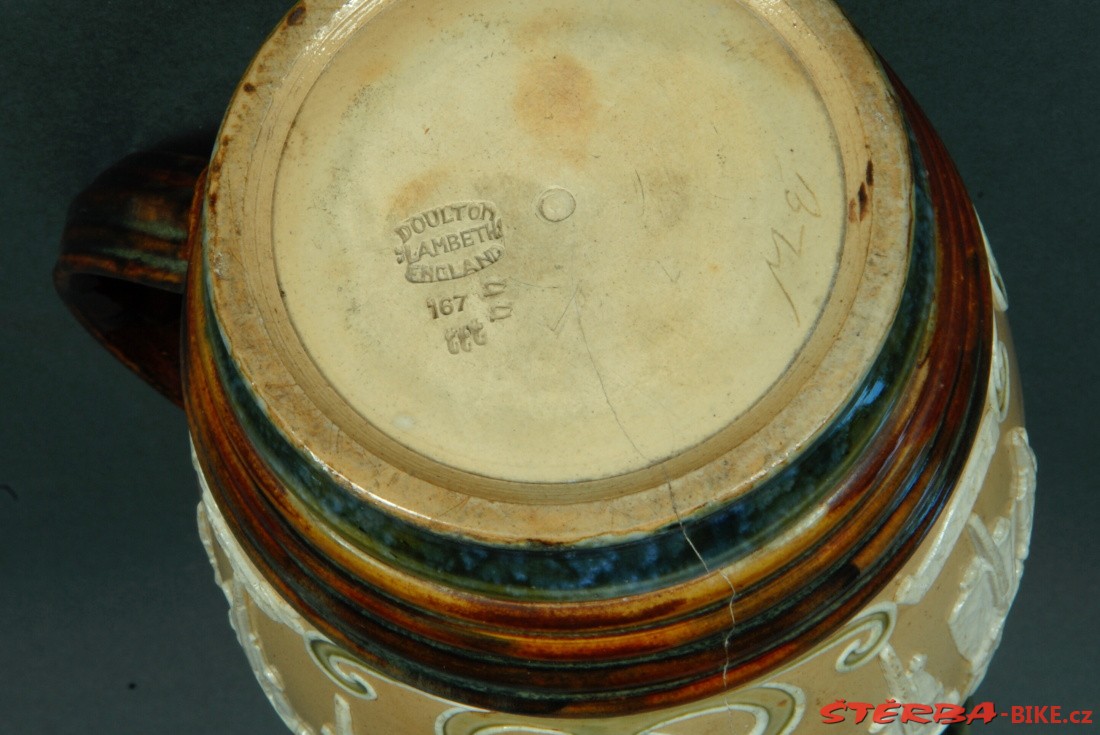 DOULTON
LAMBETH
ENGLAND
167
ŠTĚRBA-BIKE.cz